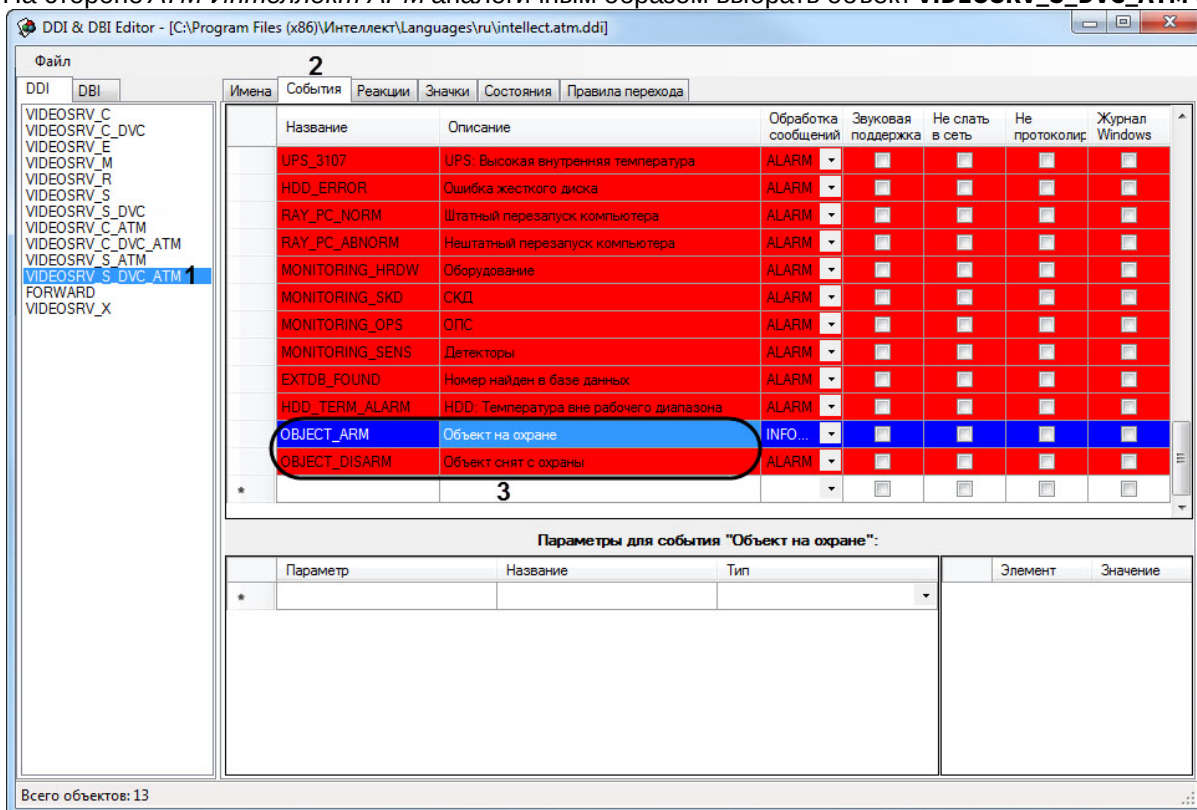 На стороне ATM Интеллект АРМ аналогичным образом выбрать объект VIDEOSRV_S_DVC_ATM
DDI & DBI Editor - [C:\Program Files (x86)\Интеллект\Languages\ru\intellect.atm.ddi]
Файл
2
DDI DBI
Имена События Реакции Значки Состояния Правила перехода
VIDEOSRV_C
VIDEOSRV_C_DVC
VIDEOSRV_E
VIDEOSRV_M
VIDEOSRV_R
VIDEOSRV_S
VIDEOSRV_S_DVC
VIDEOSRV_C_ATM
VIDEOSRV_C_DVC_ATM
VIDEOSRV_S_ATM
VIDEOSRV_S_DVC_ATM 1
FORWARD
VIDEOSRV_X
Название Описание Обработка сообщений Звуковая поддержка Не слать в сеть Не протоколир Журнал Windows
UPS_3107 UPS: Высокая внутренняя температура ALARM
HDD_ERROR Ошибка жесткого диска ALARM
RAY_PC_NORM Штатный перезапуск компьютера ALARM
RAY_PC_ABNORM Нештатный перезапуск компьютера ALARM
MONITORING_HRDW Оборудование ALARM
MONITORING_SKD СКД ALARM
MONITORING_OPS ОПС ALARM
MONITORING_SENS Детекторы ALARM
EXTDB_FOUND Номер найден в базе данных ALARM
HDD_TERM_ALARM HDD: Температура вне рабочего диапазона ALARM
OBJECT_ARM Объект на охране INFO...
OBJECT_DISARM Объект снят с охраны ALARM
* 3
Параметры для события "Объект на охране":
Параметр Название Тип
Элемент Значение
*
Всего объектов: 13